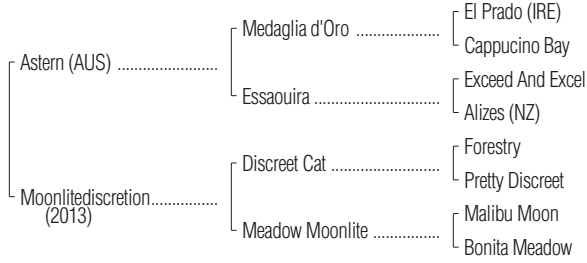 El Prado (IRE)
Medaglia d'Oro ........................
Cappucino Bay
Astern (AUS) ........................
Exceed And Excel
Essaouira ..............................
Alizes (NZ)
Forestry
Discreet Cat ..........................
Pretty Discreet
Moonlitediscretion................
(2013)
Malibu Moon
Meadow Moonlite ................
Bonita Meadow